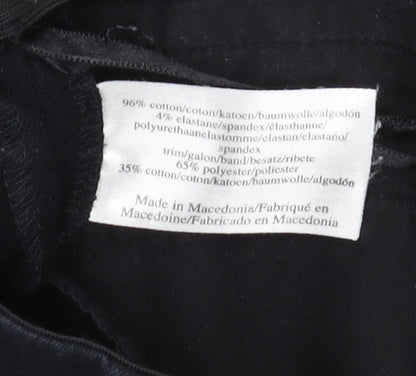 96% cotton/coton/katoen/baumwolle/algodón
4% elastane/spandex/élasthanne/
polyurethaanelastomme/elastan/elastano/
spandex
trim/galon/band/besatz/ribete
65% polyester/poliester
35% cotton/coton/katoen/baumwolle/algodón
Made in Macedonia/Fabriqué en
Macedoine/Fabricado en Macedonia